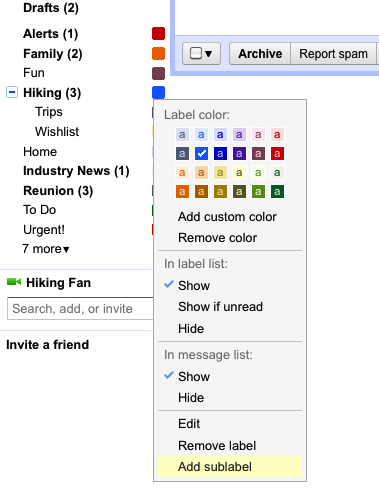 Drafts (2)
Alerts (1)
Family (2)
Fun
Hiking (3)
Trips
Wishlist
Home
Industry News (1)
Reunion (3)
To Do
Urgent!
7 more▼
Hiking Fan
Search, add, or invite
Invite a friend
Archive
Report spam
Label color:
a a a a a a
a a a a a
a a a a a a
a a a a a a
Add custom color
Remove color
In label list:
Show
Show if unread
Hide
In message list:
Show
Hide
Edit
Remove label
Add sublabel